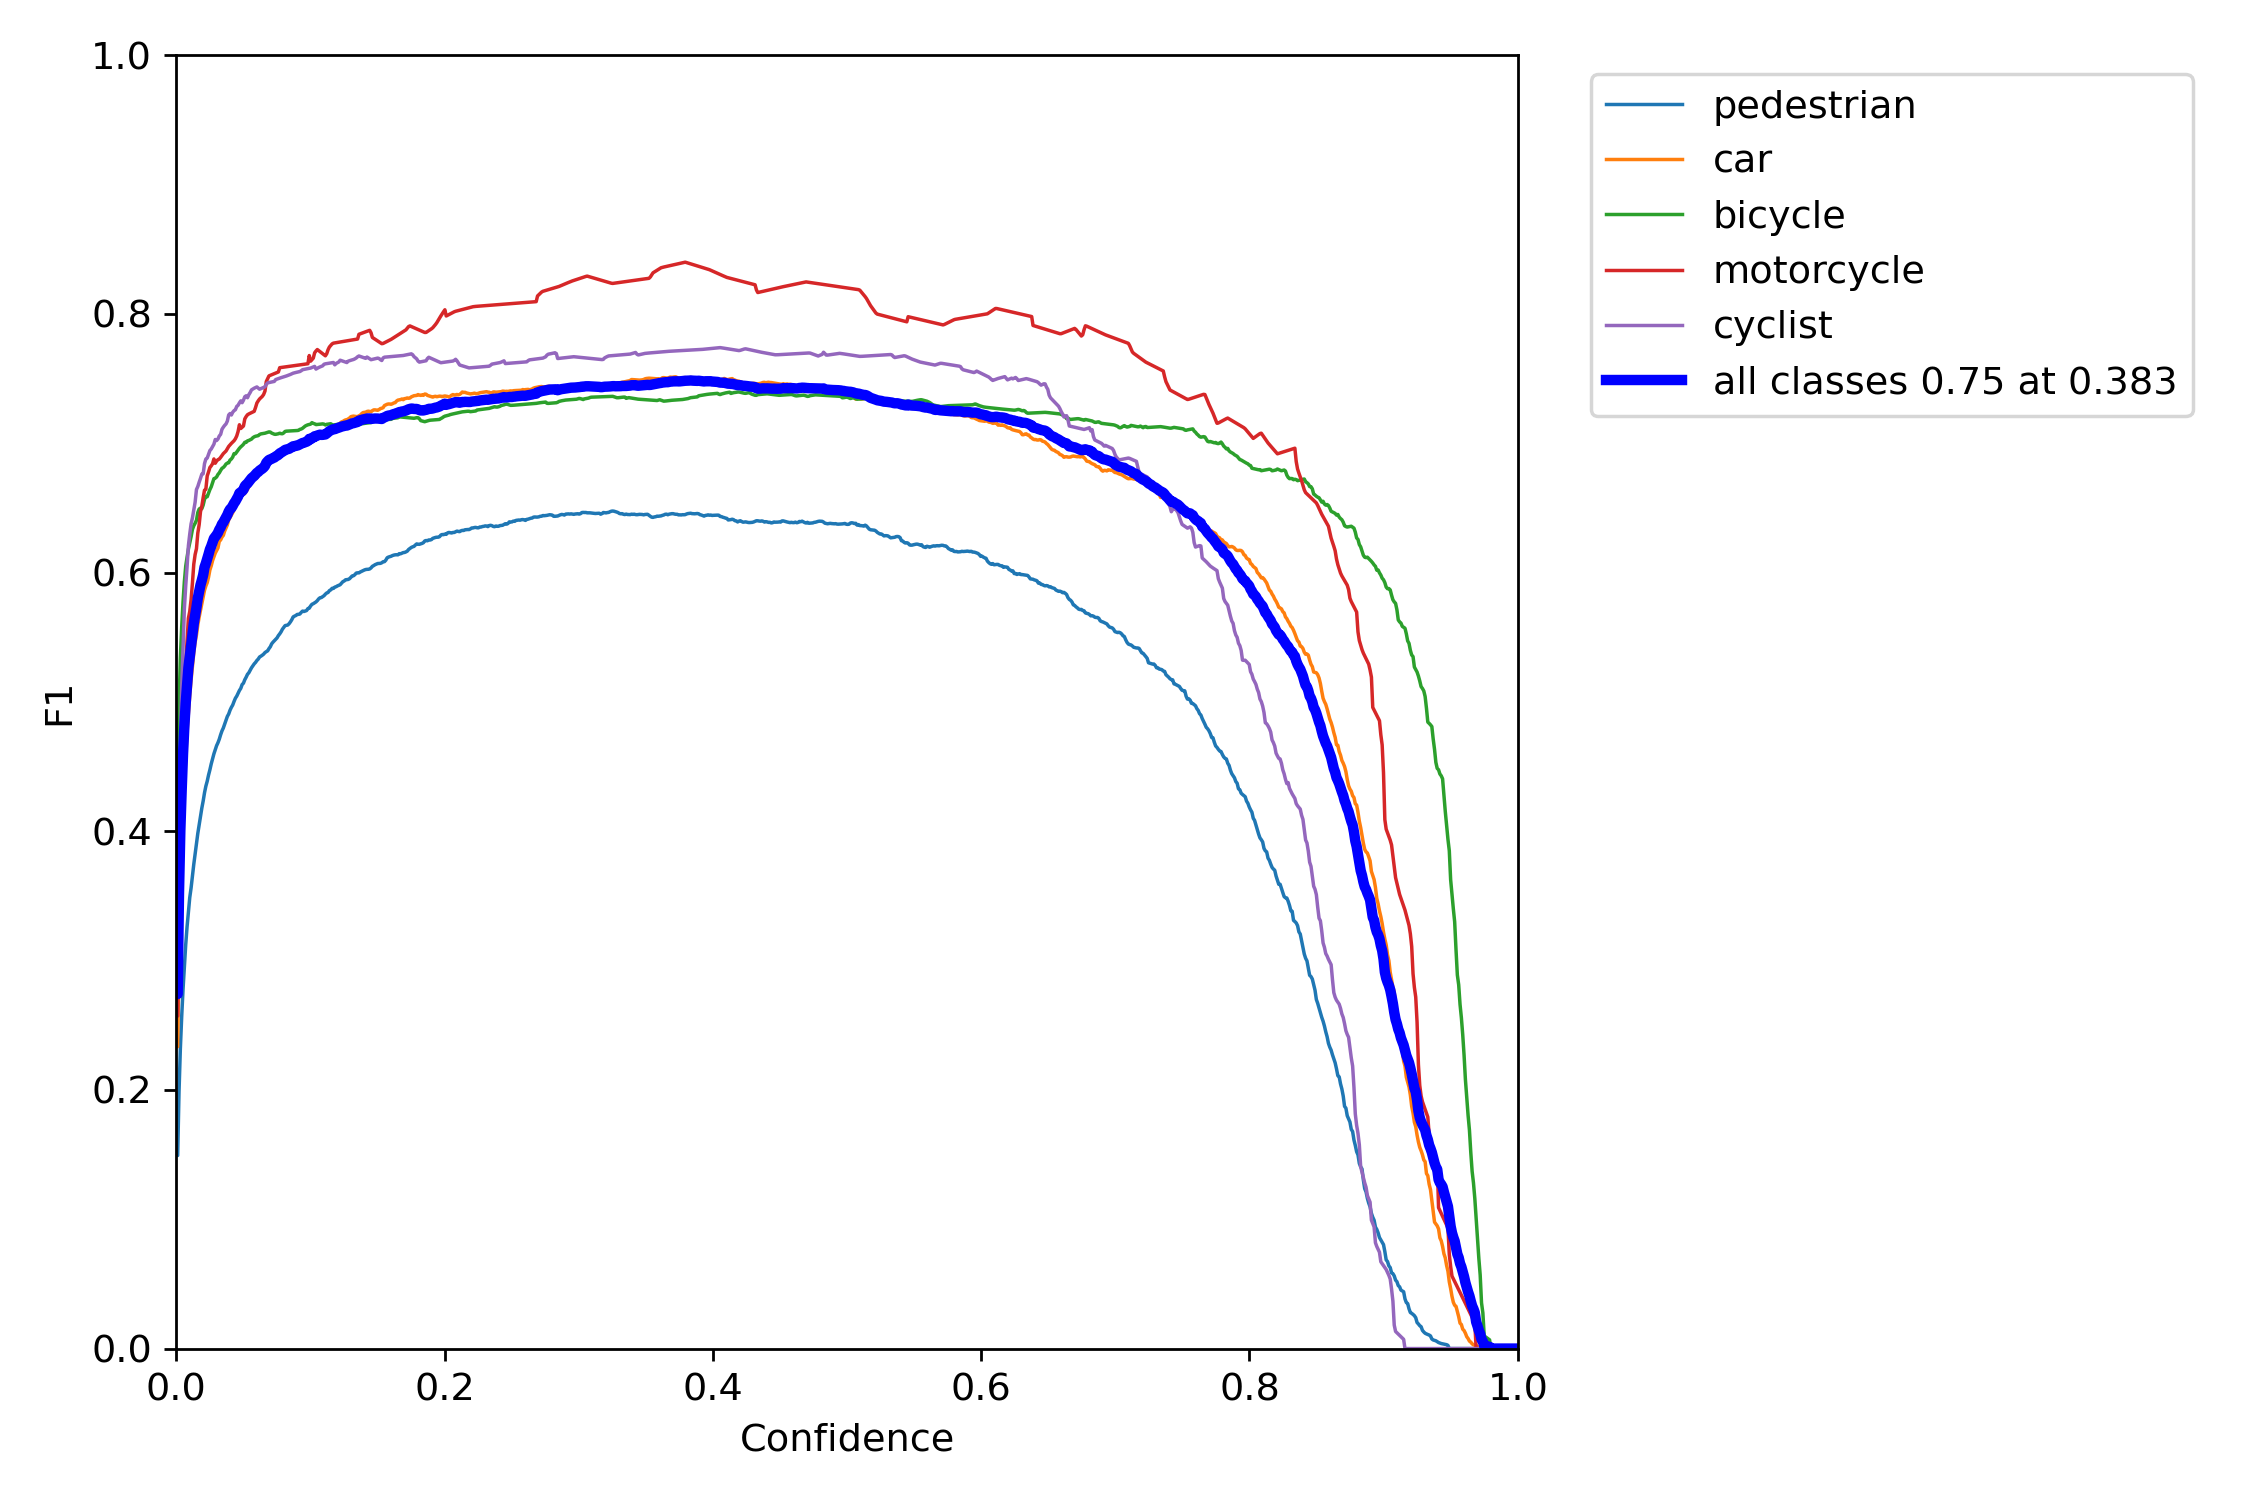 1.0
0.8
0.6
0.4
0.2
0.0
F1
0.0 0.2 0.4 0.6 0.8 1.0
Confidence
pedestrian
car
bicycle
motorcycle
cyclist
all classes 0.75 at 0.383